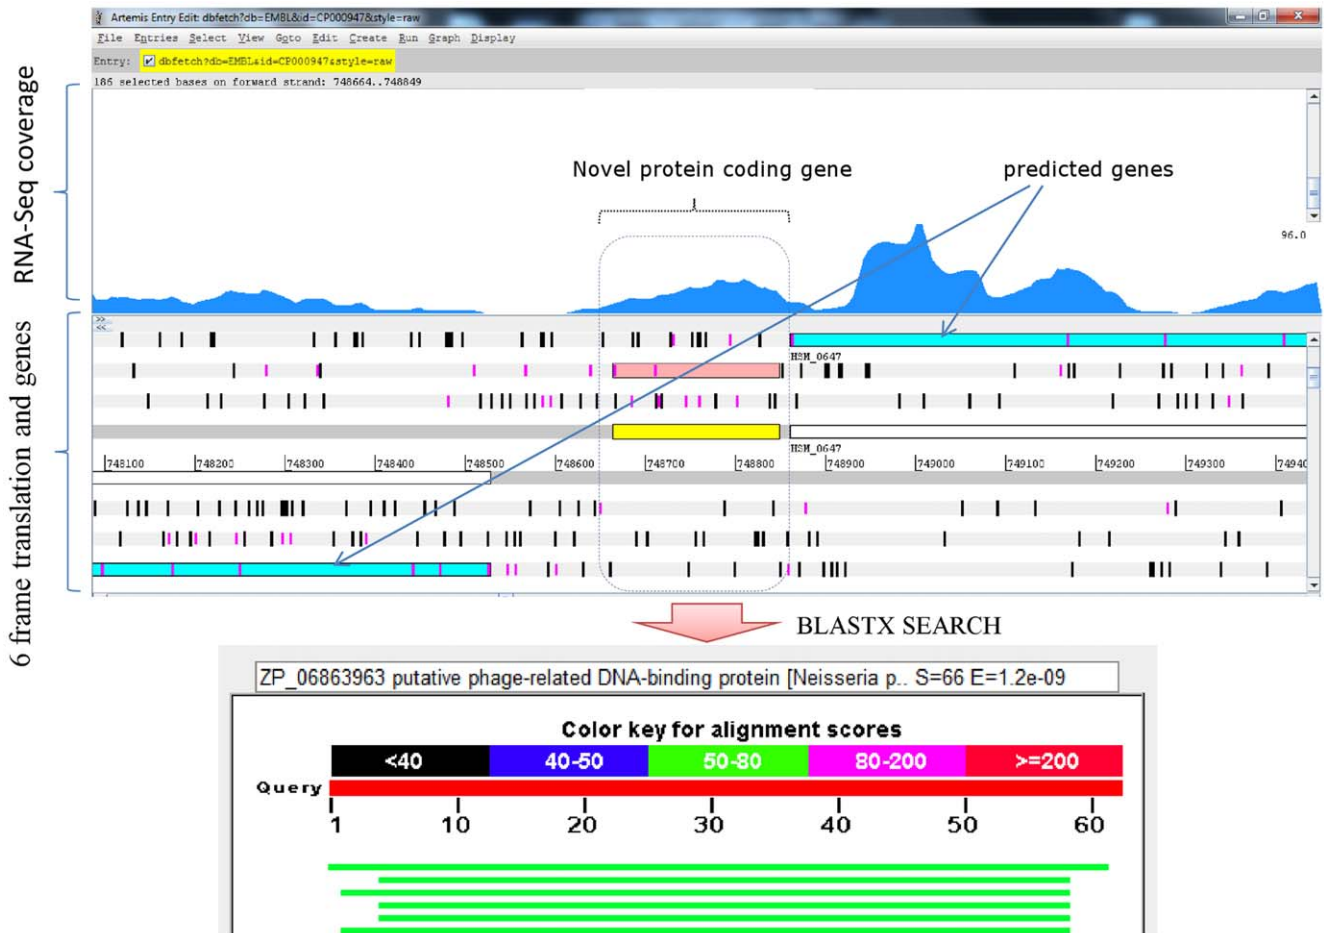 Artemis Entry Edit: dbfetch?db=EMBL&id=CP000947&style=raw
File Entries Select View Goto Edit Create Run Graph Display
Entry: dbfetch?db=EMBL&id=CP000947&style=raw
186 selected bases on forward strand: 748664..748849
RNA-Seq coverage
Novel protein coding gene
predicted genes
96.0
6 frame translation and genes
>>
<<
HSM_0647
HSM_0647
748100 748200 748300 748400 748500 748600 748700 748800 748900 749000 749100 749200 749300 74940
BLASTX SEARCH
ZP_06863963 putative phage-related DNA-binding protein [Neisseria p.. S=66 E=1.2e-09
Color key for alignment scores
<40 40-50 50-80 80-200 >=200
Query
1 10 20 30 40 50 60